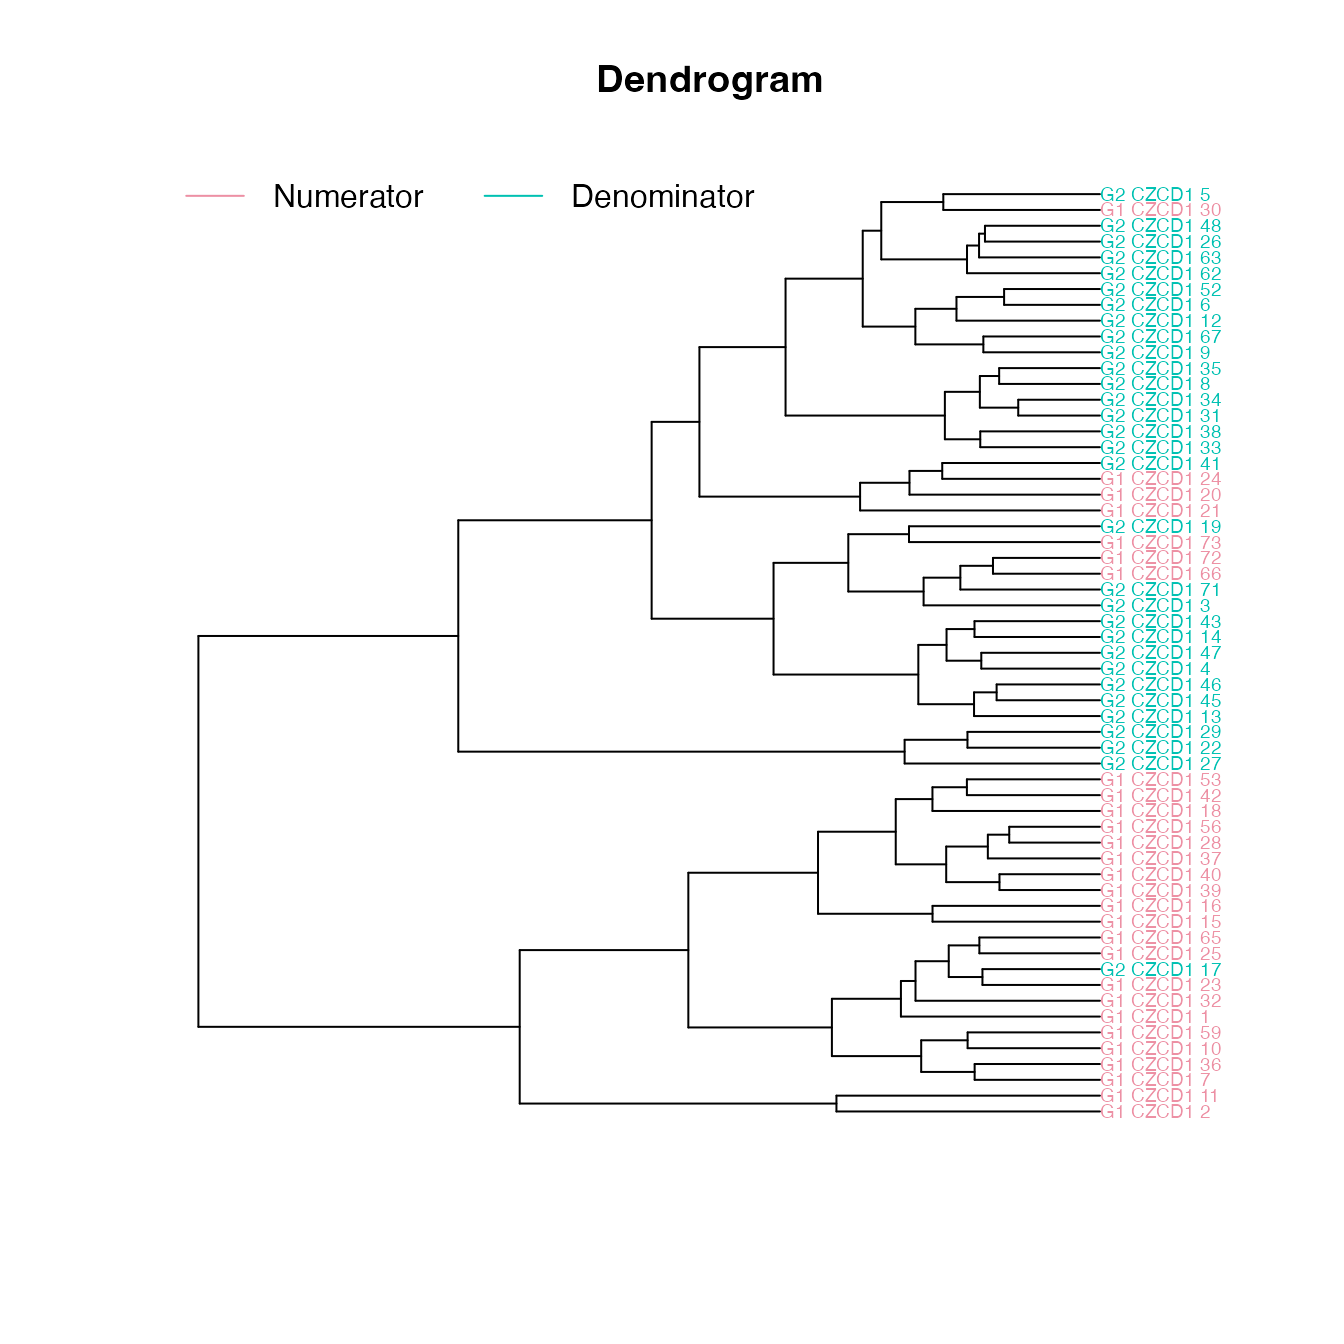 Dendrogram
Numerator Denominator
G2 CZCD1 5
G1 CZCD1 30
G2 CZCD1 48
G2 CZCD1 26
G2 CZCD1 63
G2 CZCD1 62
G2 CZCD1 52
G2 CZCD1 6
G2 CZCD1 12
G2 CZCD1 67
G2 CZCD1 9
G2 CZCD1 35
G2 CZCD1 8
G2 CZCD1 34
G2 CZCD1 31
G2 CZCD1 38
G2 CZCD1 33
G2 CZCD1 41
G1 CZCD1 24
G1 CZCD1 20
G1 CZCD1 21
G2 CZCD1 19
G1 CZCD1 73
G1 CZCD1 72
G1 CZCD1 66
G2 CZCD1 71
G2 CZCD1 3
G2 CZCD1 43
G2 CZCD1 14
G2 CZCD1 47
G2 CZCD1 4
G2 CZCD1 46
G2 CZCD1 45
G2 CZCD1 13
G2 CZCD1 29
G2 CZCD1 22
G2 CZCD1 27
G1 CZCD1 53
G1 CZCD1 42
G1 CZCD1 18
G1 CZCD1 56
G1 CZCD1 28
G1 CZCD1 37
G1 CZCD1 40
G1 CZCD1 39
G1 CZCD1 16
G1 CZCD1 15
G1 CZCD1 65
G1 CZCD1 25
G2 CZCD1 17
G1 CZCD1 23
G1 CZCD1 32
G1 CZCD1 1
G1 CZCD1 59
G1 CZCD1 10
G1 CZCD1 36
G1 CZCD1 7
G1 CZCD1 11
G1 CZCD1 2